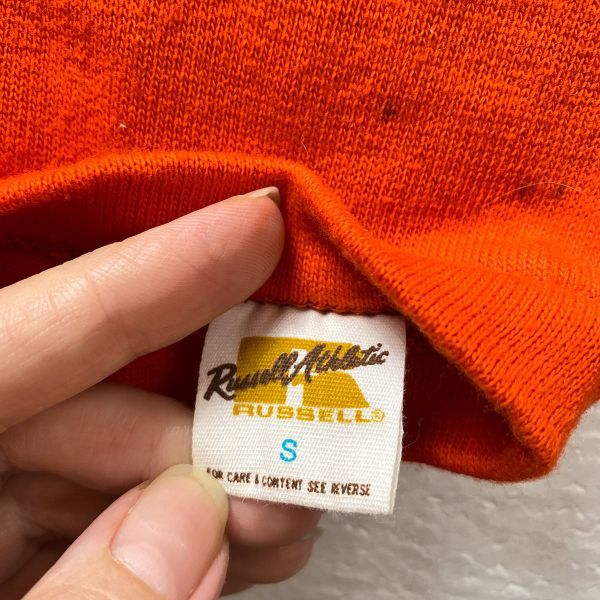 Russell Athletic
RUSSELL®
S
FOR CARE & CONTENT SEE REVERSE